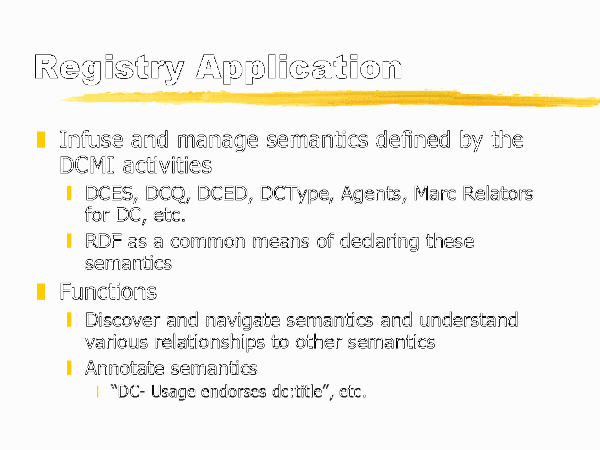 Registry Application
Infuse and manage semantics defined by the
DCMI activities
DCES, DCQ, DCED, DCType, Agents, Marc Relators
for DC, etc.
RDF as a common means of declaring these
semantics
Functions
Discover and navigate semantics and understand
various relationships to other semantics
Annotate semantics
“DC- Usage endorses dc:title”, etc.